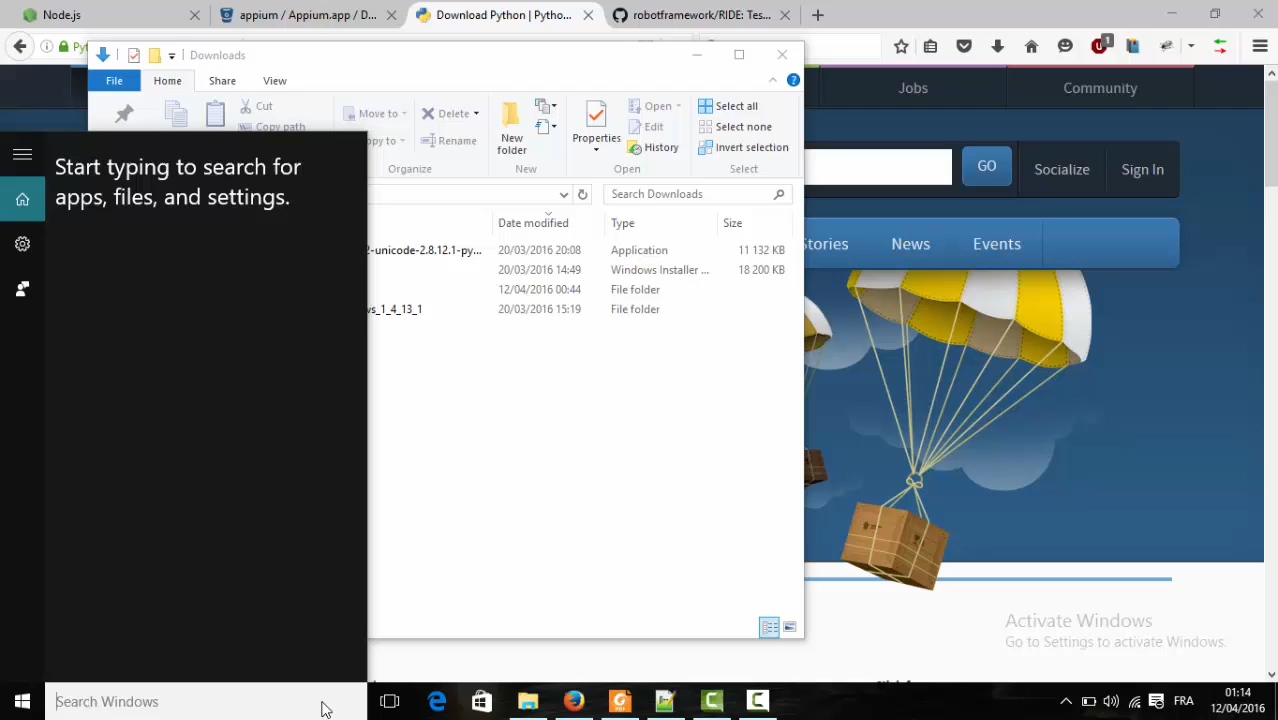 Node.js
appium / Appium.app / D...
Download Python | Pytho...
robotframework/RIDE: Tes...
Downloads
File
Home
Share
View
Jobs
Community
Cut
Copy path
Move to
Delete
Rename
New
folder
Properties
Open
Edit
History
Select all
Select none
Invert selection
Organize
New
Open
Select
Start typing to search for
apps, files, and settings.
GO
Socialize
Sign In
Search Downloads
Date modified
Type
Size
2-unicode-2.8.12.1-py...
20/03/2016 20:08
Application
11 132 KB
20/03/2016 14:49
Windows Installer ...
18 200 KB
12/04/2016 00:44
File folder
vs_1_4_13_1
20/03/2016 15:19
File folder
Stories
News
Events
Activate Windows
Go to Settings to activate Windows.
Search Windows
FRA
01:14
12/04/2016